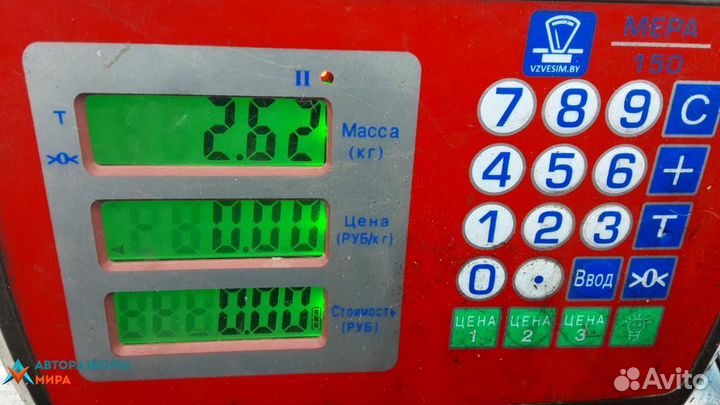 II
T
>0<
2.62
Масса
(кг)
0.00
Цена
(РУБ/кг)
0.00
Стоимость
(РУБ)
VZVESIM.BY
МЕРА
150
7 8 9 C
4 5 6 +
1 2 3 T
0 . Ввод >0<
ЦЕНА 1
ЦЕНА 2
ЦЕНА 3
АВТОРАЗБОРЫ
МИРА
Avito